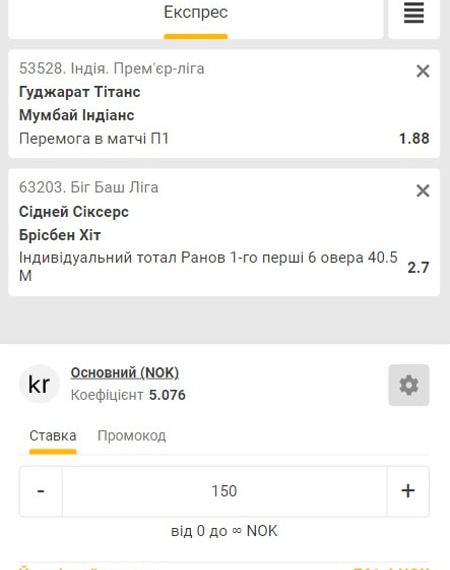 Експрес
53528. Індія. Прем'єр-ліга
Гуджарат Тітанс
Мумбай Індіанс
Перемога в матчі П1
1.88
63203. Біг Баш Ліга
Сідней Сіксерс
Брісбен Хіт
Індивідуальний тотал Ранов 1-го перші 6 овера 40.5
М
2.7
kr
Основний (NOK)
Коефіцієнт 5.076
Ставка Промокод
- 150 +
від 0 до ∞ NOK